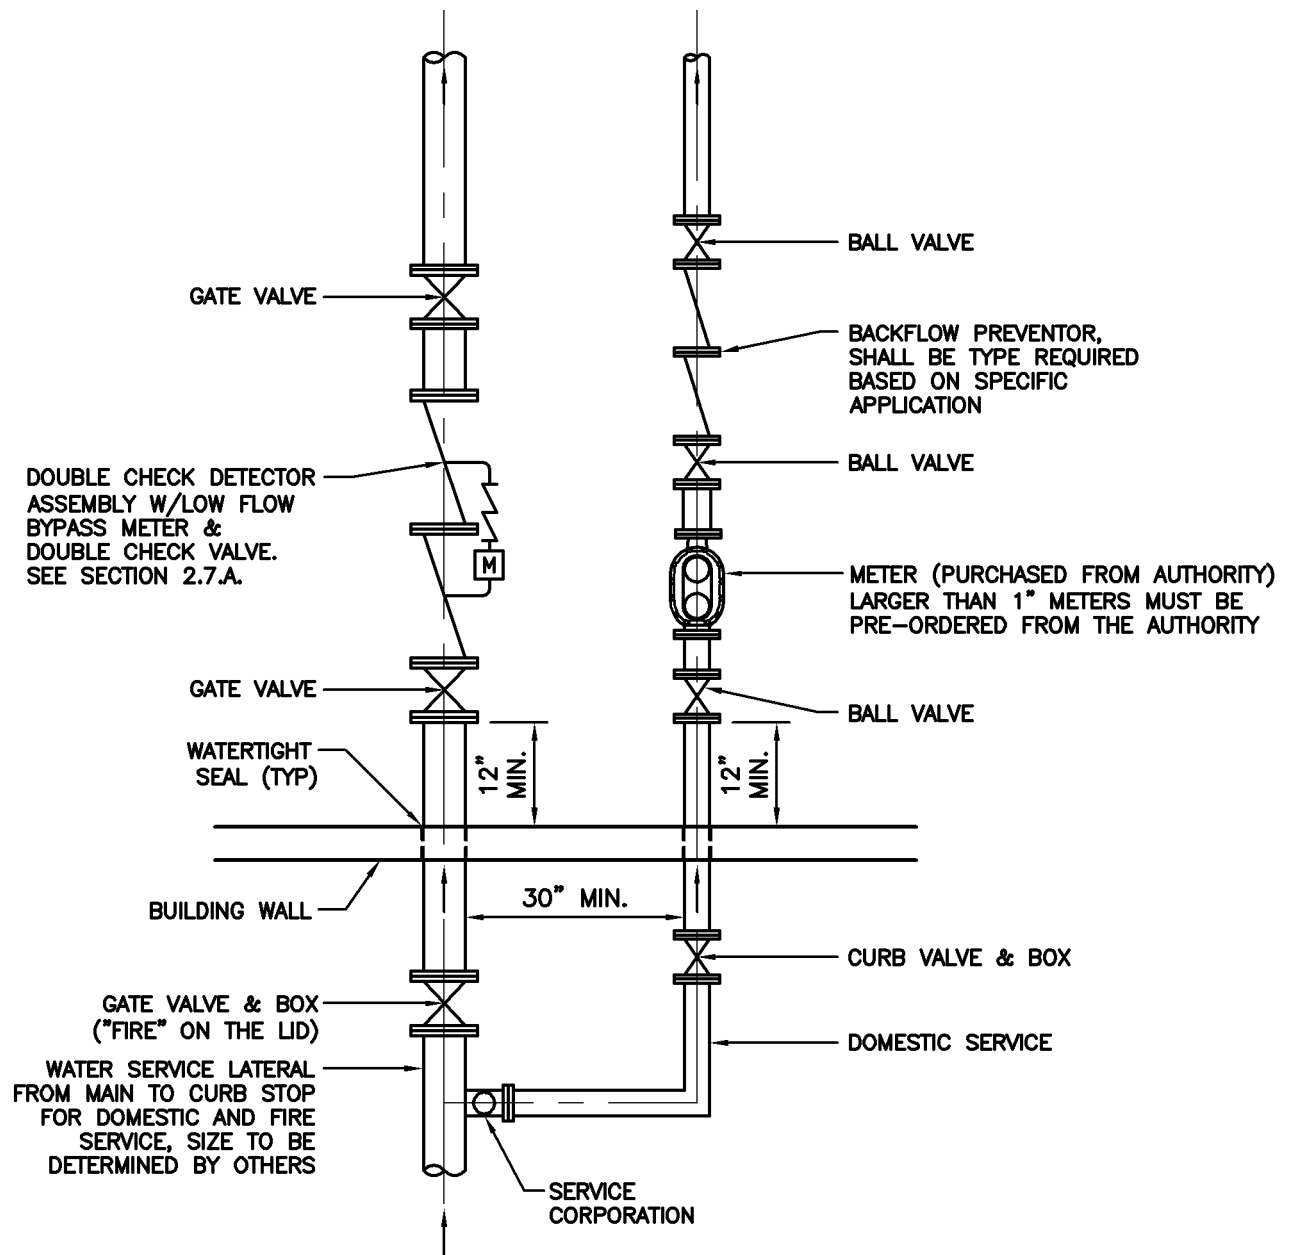 BALL VALVE
GATE VALVE
BACKFLOW PREVENTOR,
SHALL BE TYPE REQUIRED
BASED ON SPECIFIC
APPLICATION
DOUBLE CHECK DETECTOR
ASSEMBLY W/LOW FLOW
BYPASS METER &
DOUBLE CHECK VALVE.
SEE SECTION 2.7.A.
BALL VALVE
M
METER (PURCHASED FROM AUTHORITY)
LARGER THAN 1" METERS MUST BE
PRE-ORDERED FROM THE AUTHORITY
GATE VALVE
BALL VALVE
WATERTIGHT
SEAL (TYP)
12"
MIN.
12"
MIN.
BUILDING WALL
30" MIN.
CURB VALVE & BOX
GATE VALVE & BOX
("FIRE" ON THE LID)
DOMESTIC SERVICE
WATER SERVICE LATERAL
FROM MAIN TO CURB STOP
FOR DOMESTIC AND FIRE
SERVICE, SIZE TO BE
DETERMINED BY OTHERS
SERVICE
CORPORATION